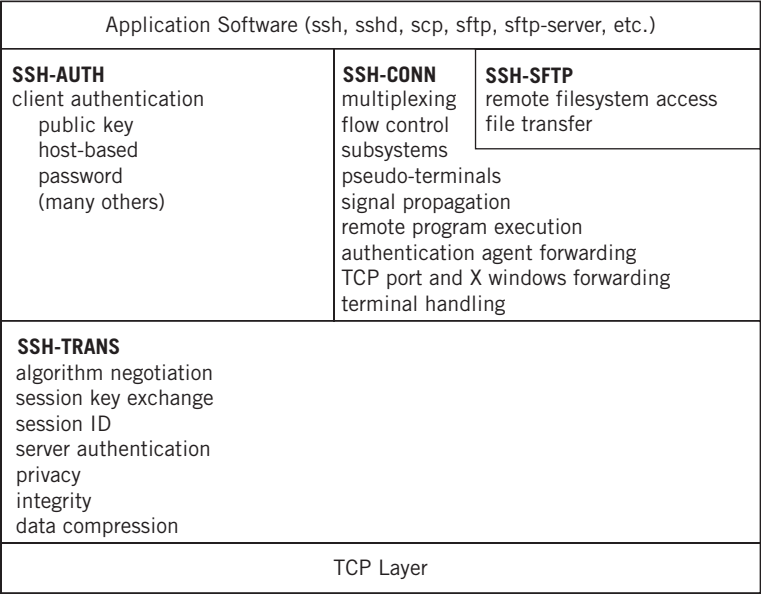 Application Software (ssh, sshd, scp, sftp, sftp-server, etc.)
SSH-AUTH
client authentication
public key
host-based
password
(many others)
SSH-CONN
multiplexing
flow control
subsystems
pseudo-terminals
signal propagation
remote program execution
authentication agent forwarding
TCP port and X windows forwarding
terminal handling
SSH-SFTP
remote filesystem access
file transfer
SSH-TRANS
algorithm negotiation
session key exchange
session ID
server authentication
privacy
integrity
data compression
TCP Layer